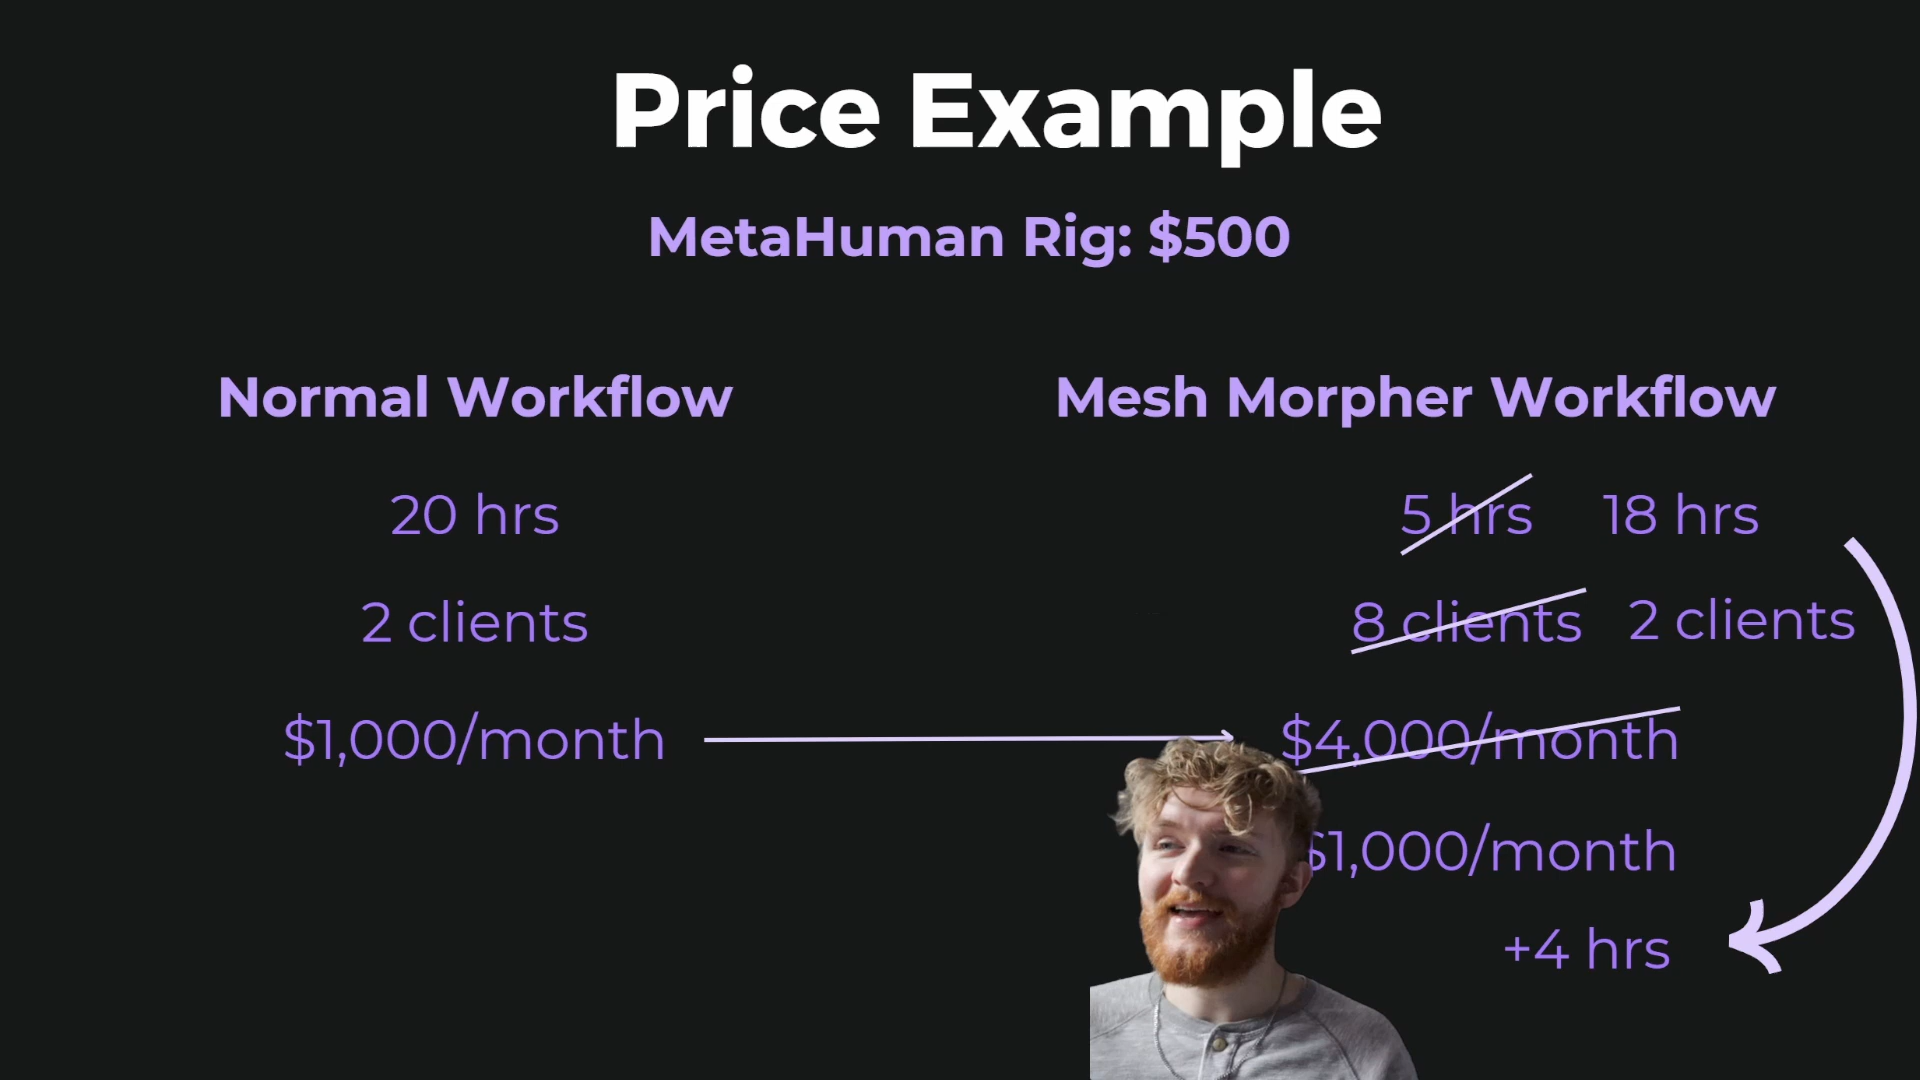 Price Example
MetaHuman Rig: $500
Normal Workflow
20 hrs
2 clients
$1,000/month
Mesh Morpher Workflow
5 hrs 18 hrs
8 clients 2 clients
$4,000/month
$1,000/month
+4 hrs